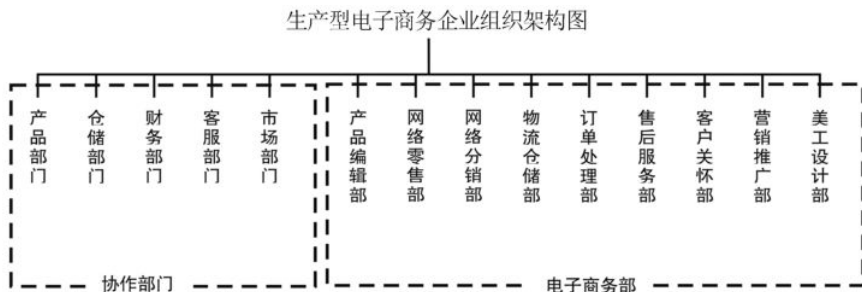 生产型电子商务企业组织架构图
产品部门
仓储部门
财务部门
客服部门
市场部门
产品编辑部
网络零售部
网络分销部
物流仓储部
订单处理部
售后服务部
客户关怀部
营销推广部
美工设计部
协作部门
电子商务部